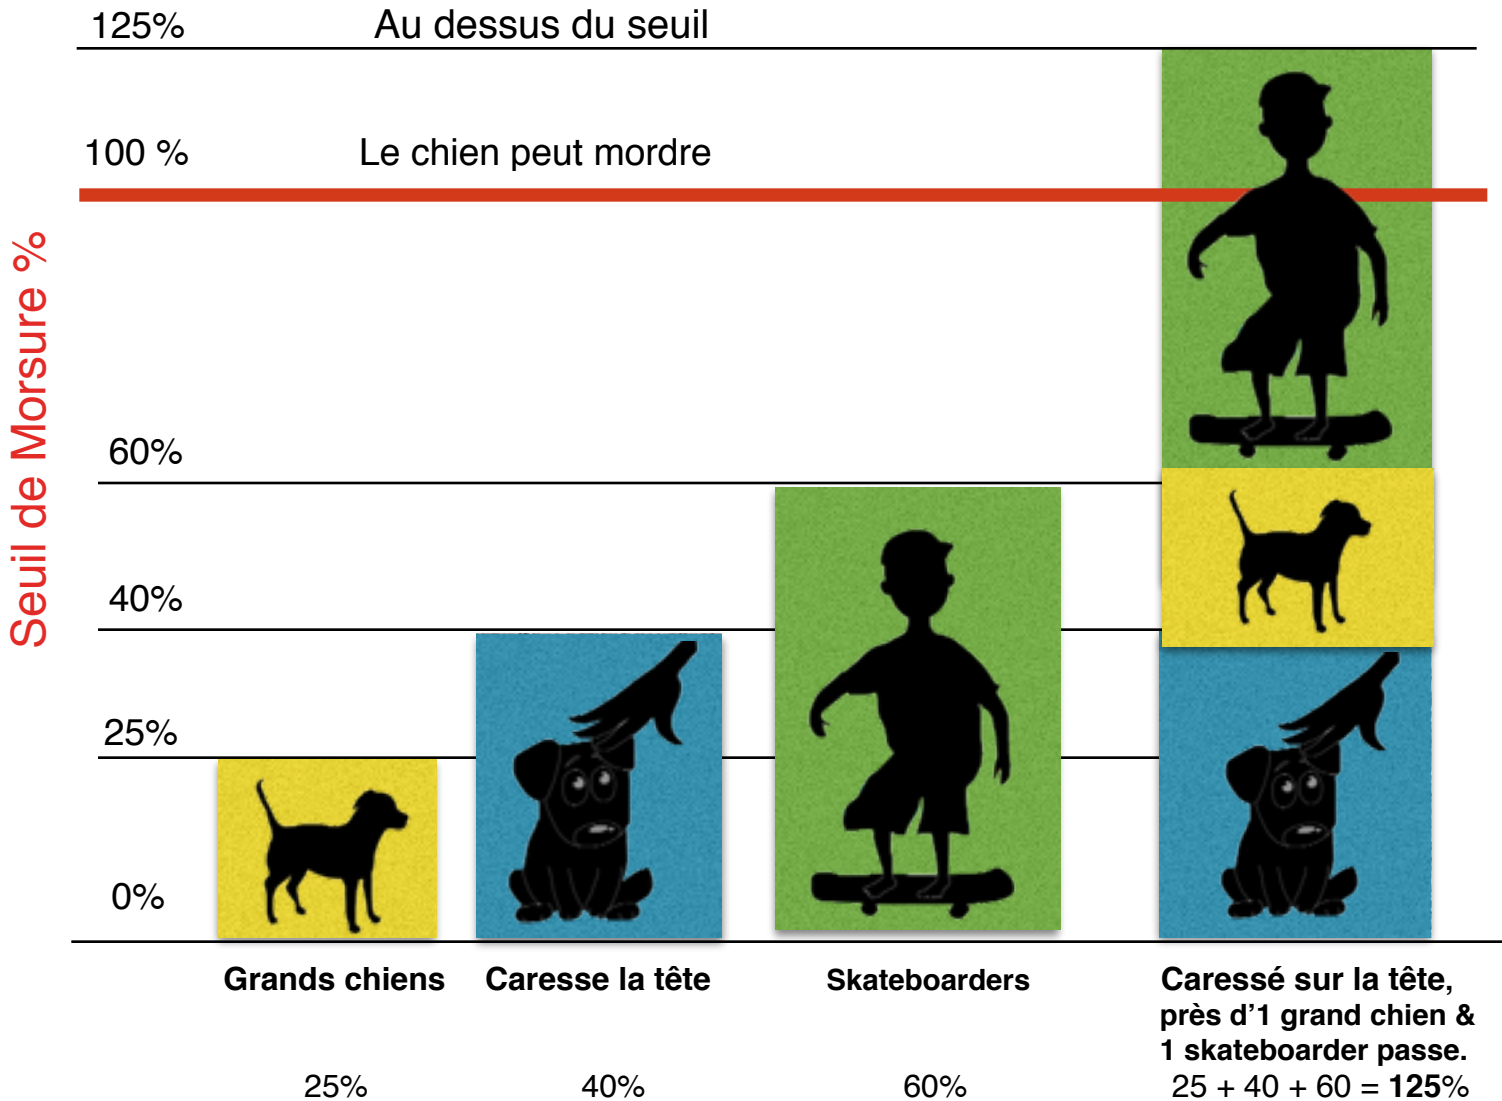 125%
Au dessus du seuil
100 %
Le chien peut mordre
Seuil de Morsure %
60%
40%
25%
0%
Grands chiens
Caresse la tête
Skateboarders
Caressé sur la tête,
près d’1 grand chien &
1 skateboarder passe.
25%
40%
60%
25 + 40 + 60 = 125%